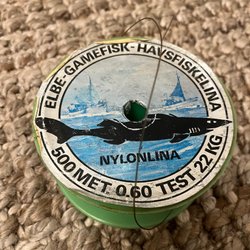 ELBE-GAMEFISK-HAVSFISKELINA
NYLONLINA
500 MET. 0.60 TEST 22 KG